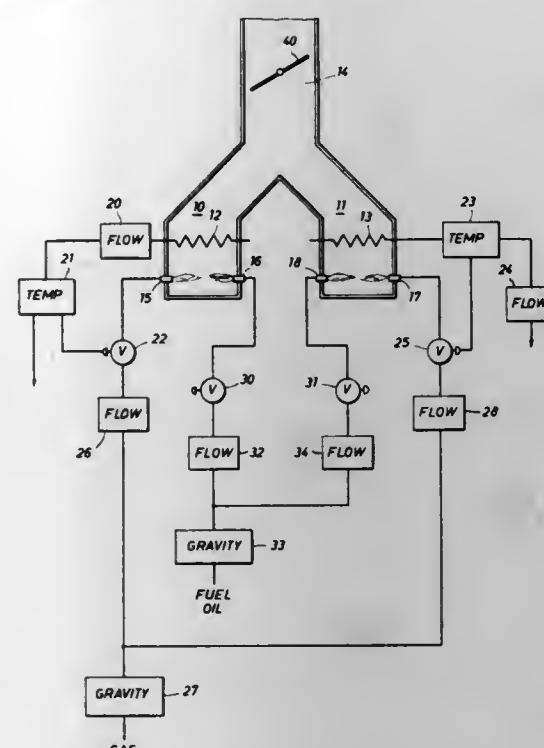 40
14
20
10
12
11
13
23
FLOW
TEMP
21
16
18
24
TEMP
15
17
FLOW
V
22
30
31
25
V
V
V
FLOW
26
FLOW
32
FLOW
34
FLOW
28
GRAVITY
33
FUEL
OIL
GRAVITY
27
GAS